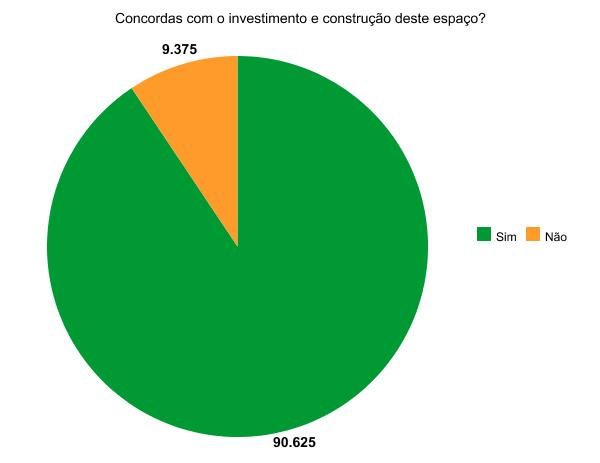 Concordas com o investimento e construção deste espaço?
9.375
Sim Não
90.625